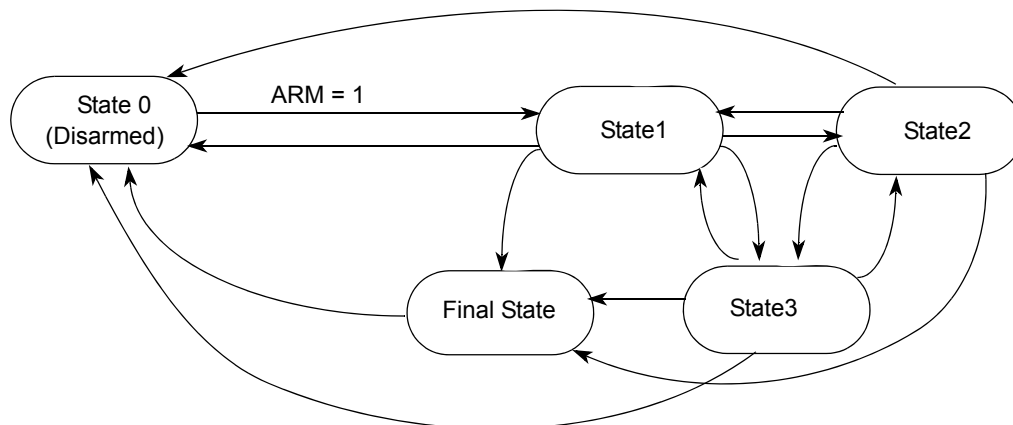 State 0
(Disarmed)
ARM = 1
State1
State2
Final State
State3